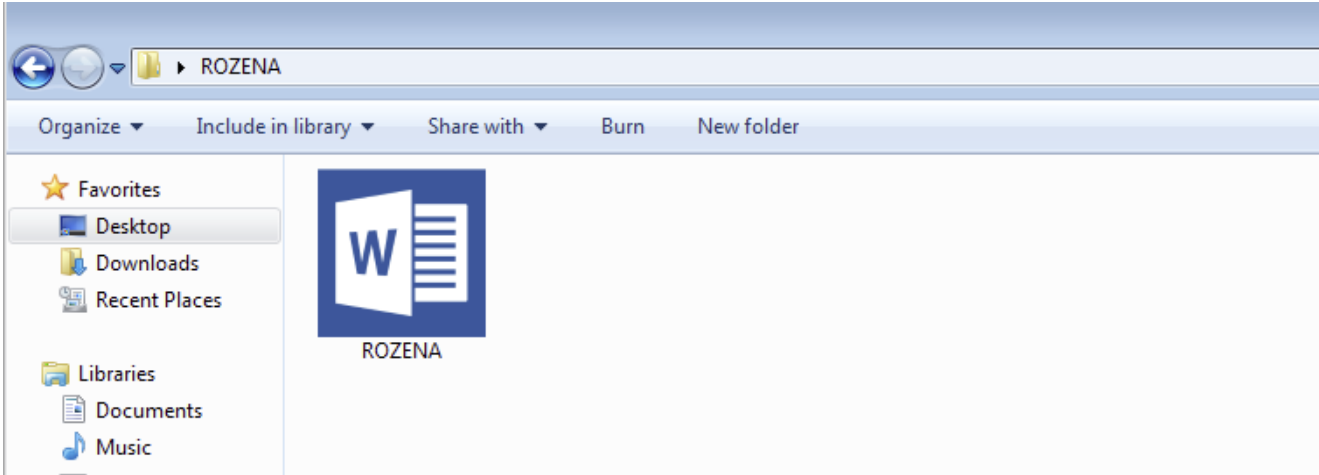 ROZENA
Organize Include in library Share with Burn New folder
Favorites
Desktop
Downloads
Recent Places
Libraries
Documents
Music
W
ROZENA